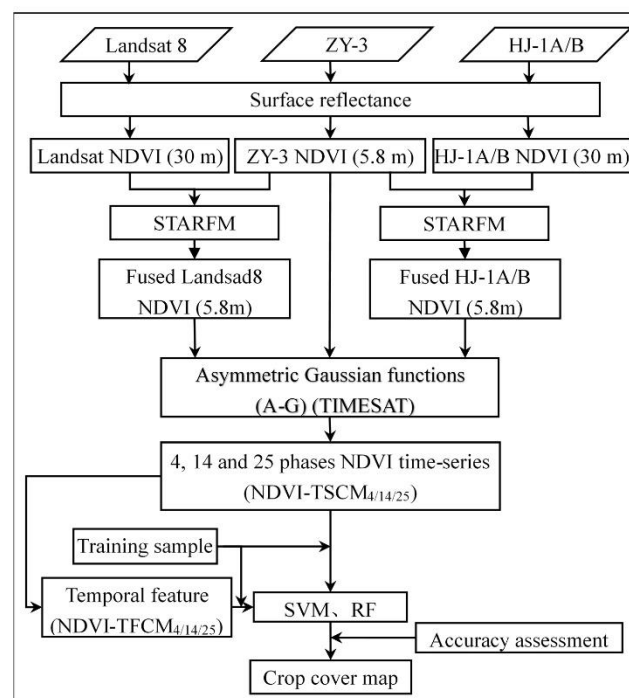 Landsat 8
ZY-3
HJ-1A/B
Surface reflectance
Landsat NDVI (30 m)
ZY-3 NDVI (5.8 m)
HJ-1A/B NDVI (30 m)
STARFM
STARFM
Fused Landsad8
NDVI (5.8m)
Fused HJ-1A/B
NDVI (5.8m)
Asymmetric Gaussian functions
(A-G) (TIMESAT)
4, 14 and 25 phases NDVI time-series
(NDVI-TSCM4/14/25)
Training sample
Temporal feature
(NDVI-TFCM4/14/25)
SVM、RF
Accuracy assessment
Crop cover map